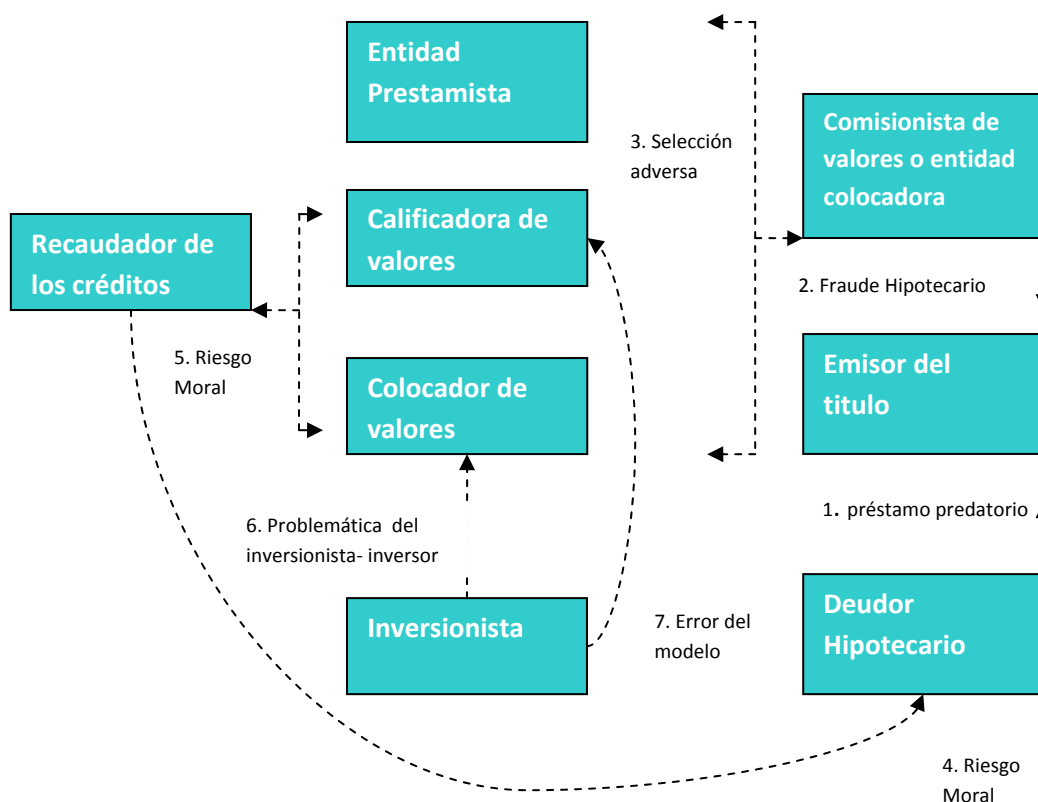 Entidad
Prestamista
Comisionista de
valores o entidad
colocadora
3. Selección
adversa
Calificadora de
valores
Recaudador de
los créditos
2. Fraude Hipotecario
5. Riesgo
Moral
Colocador de
valores
Emisor del
titulo
6. Problemática del
inversionista- inversor
1. préstamo predatorio
Inversionista
7. Error del
modelo
Deudor
Hipotecario
4. Riesgo
Moral